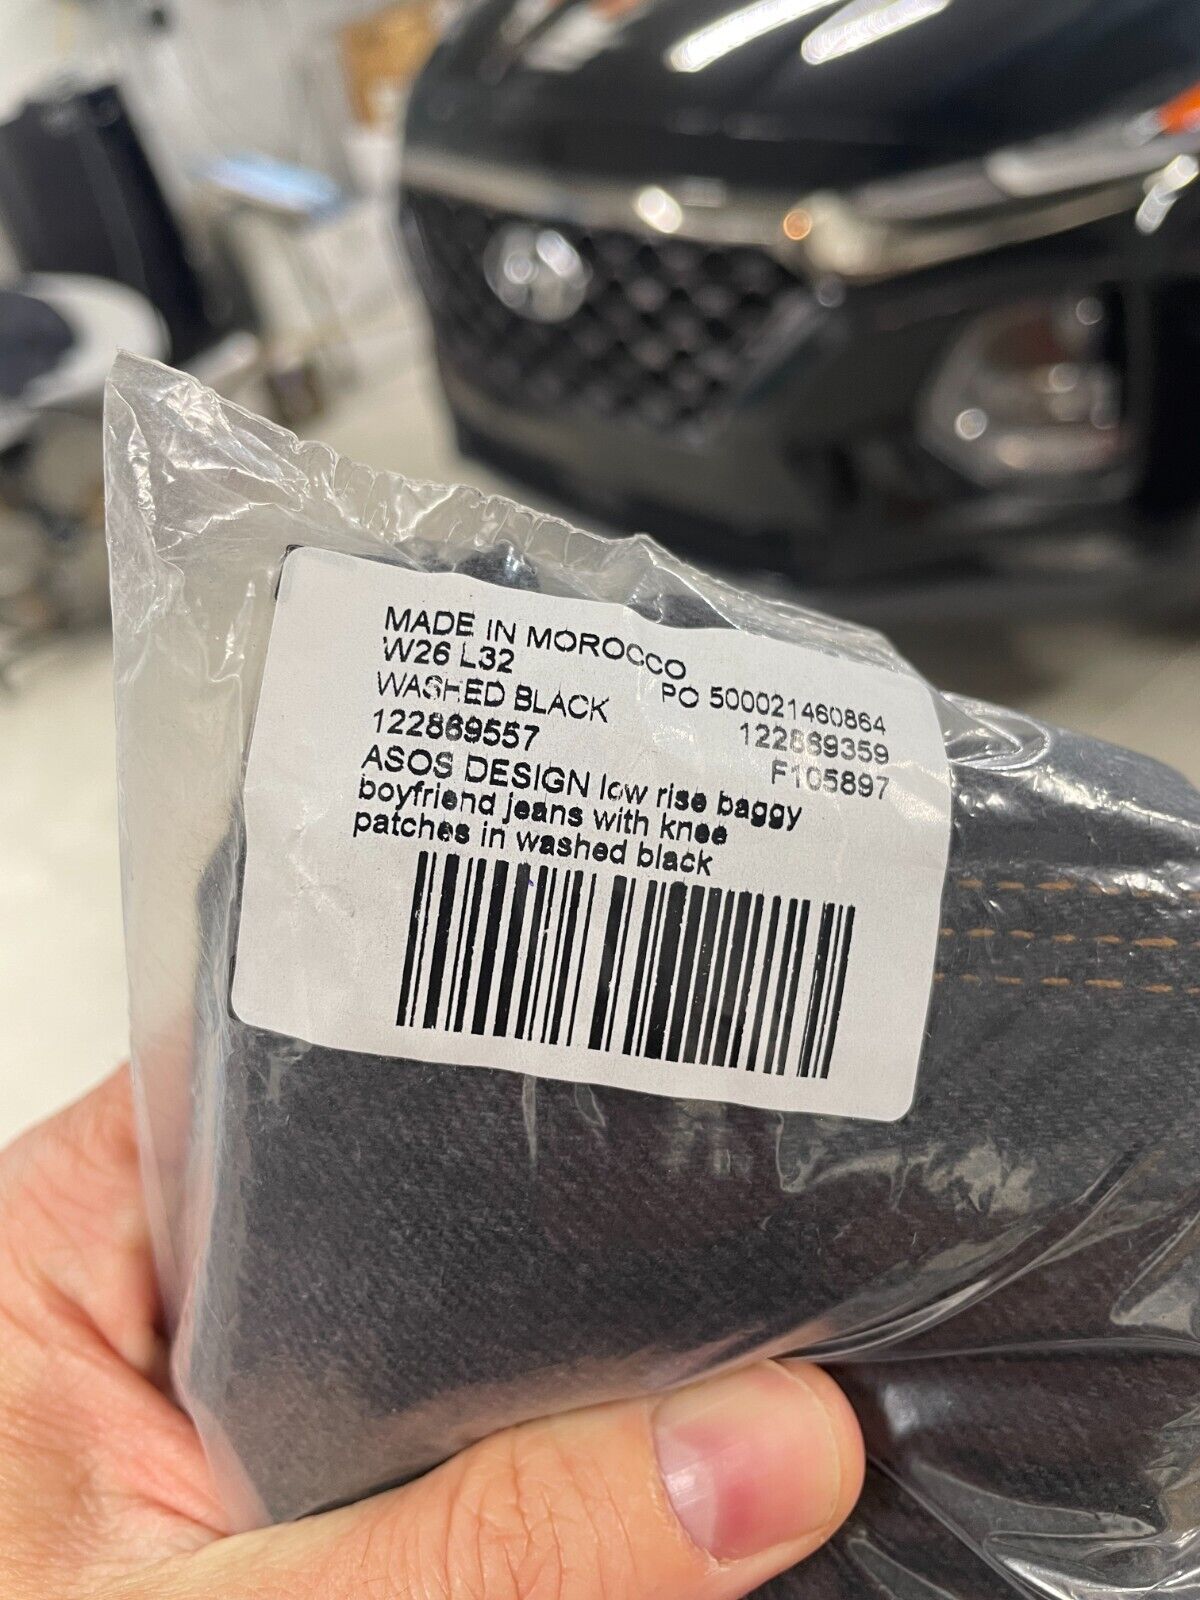 MADE IN MOROCCO
W26 L32
PO 500021460864
WASHED BLACK
122869359
122869557
F105897
ASOS DESIGN low rise baggy
boyfriend jeans with knee
patches in washed black